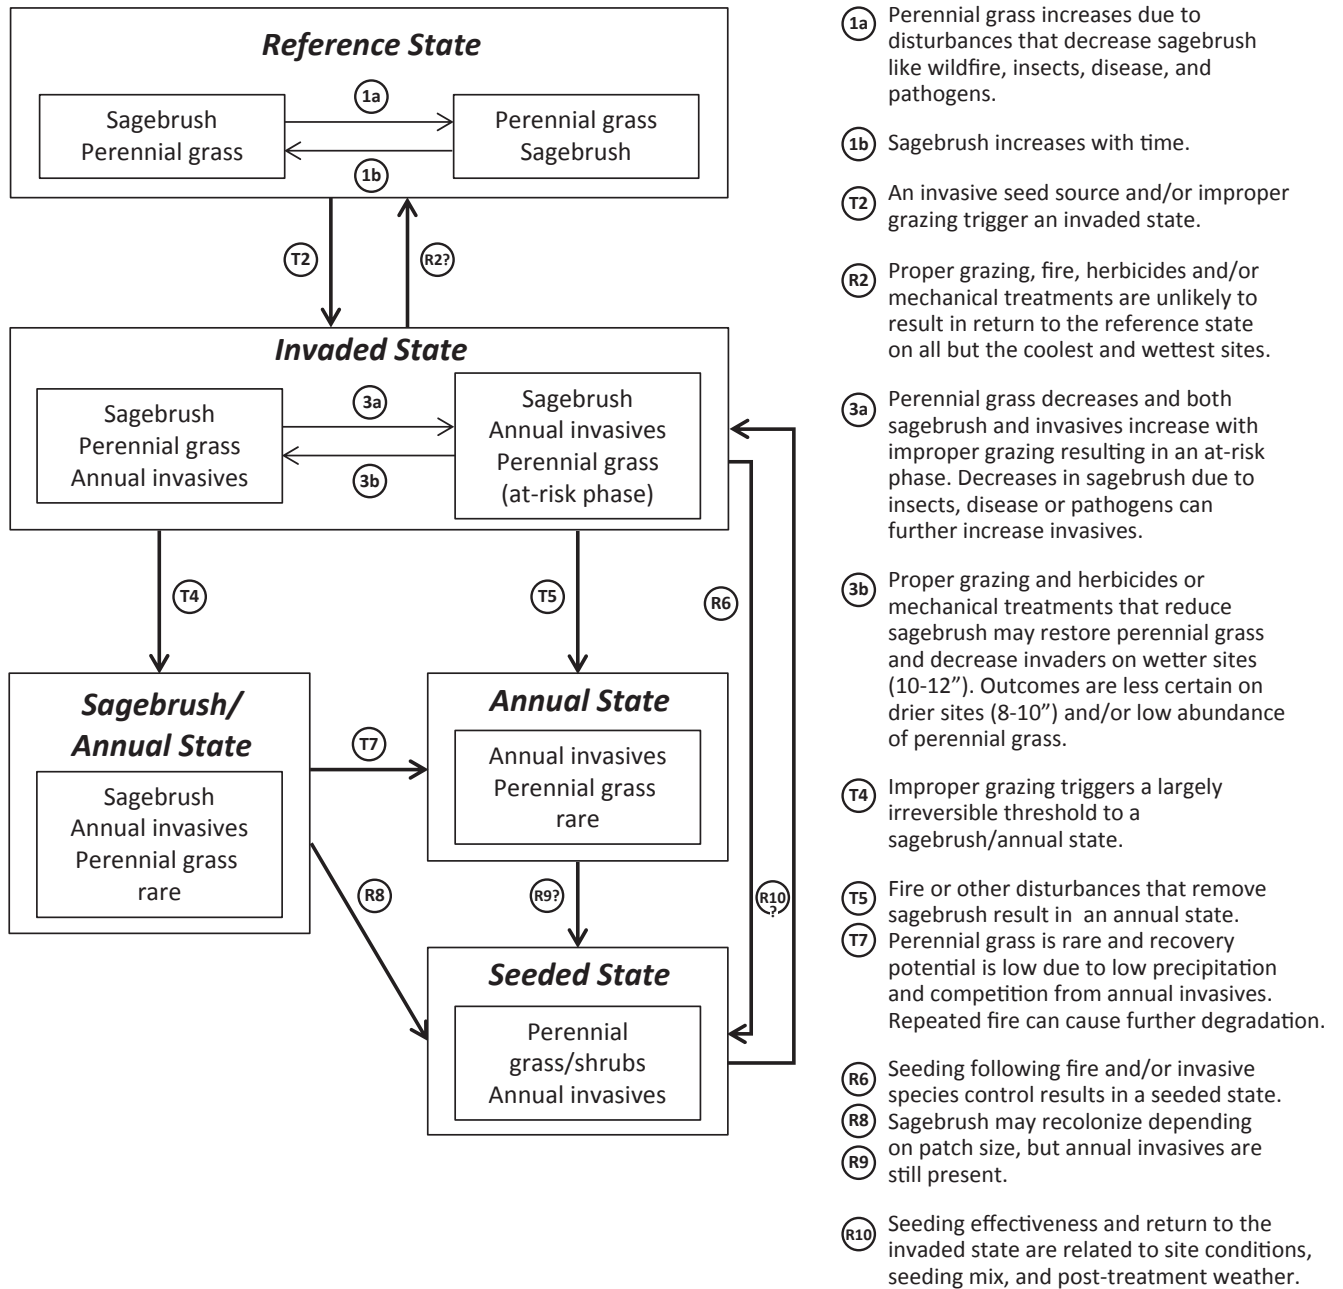 Reference State
1a
Sagebrush
Perennial grass
Perennial grass
Sagebrush
1b
T2
R2?
Invaded State
Sagebrush
Perennial grass
Annual invasives
3a
3b
Sagebrush
Annual invasives
Perennial grass
(at-risk phase)
T4
T5
R6
Sagebrush/
Annual State
Sagebrush
Annual invasives
Perennial grass
rare
T7
Annual State
Annual invasives
Perennial grass
rare
R8
R9?
R10
?
Seeded State
Perennial
grass/shrubs
Annual invasives
1a Perennial grass increases due to
disturbances that decrease sagebrush
like wildfire, insects, disease, and
pathogens.
1b Sagebrush increases with time.
T2 An invasive seed source and/or improper
grazing trigger an invaded state.
R2 Proper grazing, fire, herbicides and/or
mechanical treatments are unlikely to
result in return to the reference state
on all but the coolest and wettest sites.
3a Perennial grass decreases and both
sagebrush and invasives increase with
improper grazing resulting in an at-risk
phase. Decreases in sagebrush due to
insects, disease or pathogens can
further increase invasives.
3b Proper grazing and herbicides or
mechanical treatments that reduce
sagebrush may restore perennial grass
and decrease invaders on wetter sites
(10-12”). Outcomes are less certain on
drier sites (8-10”) and/or low abundance
of perennial grass.
T4 Improper grazing triggers a largely
irreversible threshold to a
sagebrush/annual state.
T5 Fire or other disturbances that remove
sagebrush result in an annual state.
T7 Perennial grass is rare and recovery
potential is low due to low precipitation
and competition from annual invasives.
Repeated fire can cause further degradation.
R6 Seeding following fire and/or invasive
species control results in a seeded state.
R8 Sagebrush may recolonize depending
on patch size, but annual invasives are
R9 still present.
R10 Seeding effectiveness and return to the
invaded state are related to site conditions,
seeding mix, and post-treatment weather.